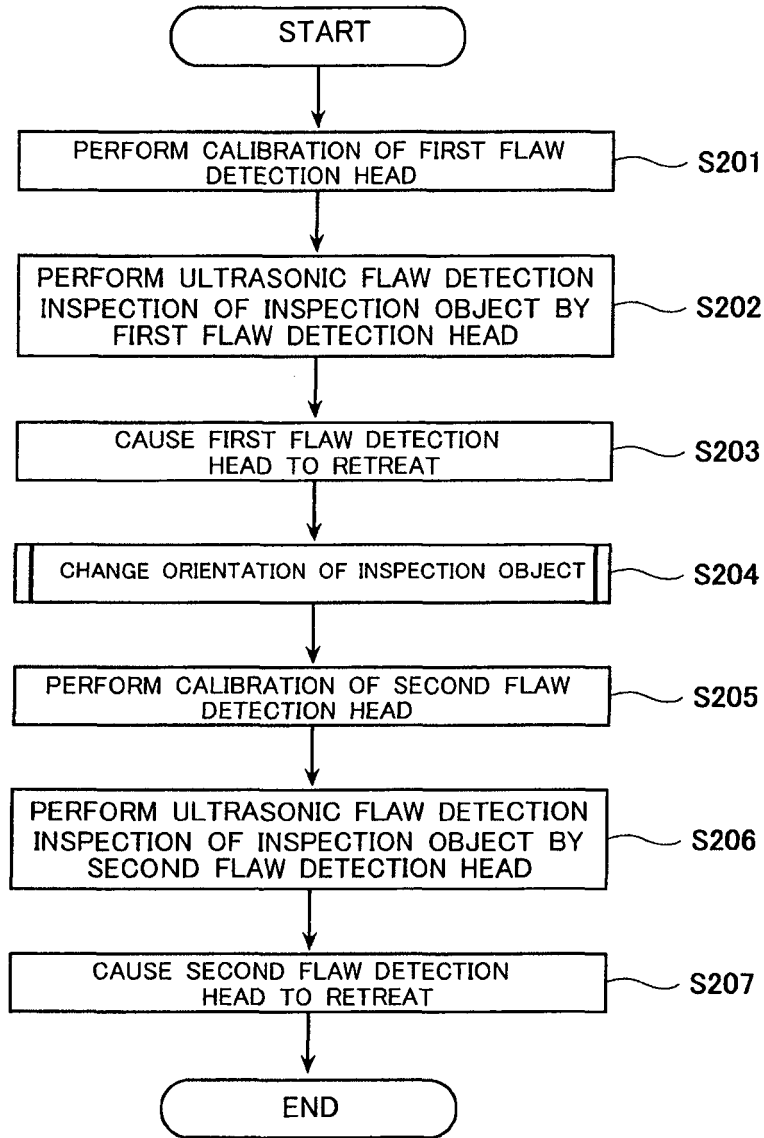 START
PERFORM CALIBRATION OF FIRST FLAW
DETECTION HEAD
S201
PERFORM ULTRASONIC FLAW DETECTION
INSPECTION OF INSPECTION OBJECT BY
FIRST FLAW DETECTION HEAD
S202
CAUSE FIRST FLAW DETECTION
HEAD TO RETREAT
S203
CHANGE ORIENTATION OF INSPECTION OBJECT
S204
PERFORM CALIBRATION OF SECOND FLAW
DETECTION HEAD
S205
PERFORM ULTRASONIC FLAW DETECTION
INSPECTION OF INSPECTION OBJECT BY
SECOND FLAW DETECTION HEAD
S206
CAUSE SECOND FLAW DETECTION
HEAD TO RETREAT
S207
END